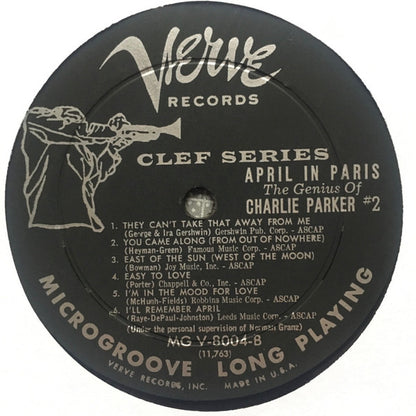 Verve
RECORDS
CLEF SERIES
APRIL IN PARIS
The Genius Of
CHARLIE PARKER #2
1. THEY CAN'T TAKE THAT AWAY FROM ME
(George & Ira Gershwin) Gershwin Pub. Corp. - ASCAP
2. YOU CAME ALONG (FROM OUT OF NOWHERE)
(Heyman-Green) Famous Music Corp. - ASCAP
3. EAST OF THE SUN (WEST OF THE MOON)
(Bowman) Joy Music, Inc. - ASCAP
4. EASY TO LOVE
(Porter) Chappell & Co., Inc. - ASCAP
5. I'M IN THE MOOD FOR LOVE
(McHuhh-Fields) Robbins Music Corp. - ASCAP
6. I'LL REMEMBER APRIL
(Raye-DePaul-Johnston) Leeds Music Corp. - ASCAP
(Under the personal supervision of Norman Granz)
MG V-8004-B
(11,763)
MICROGROOVE LONG PLAYING
VERVE RECORDS, INC. MADE IN U.S.A.